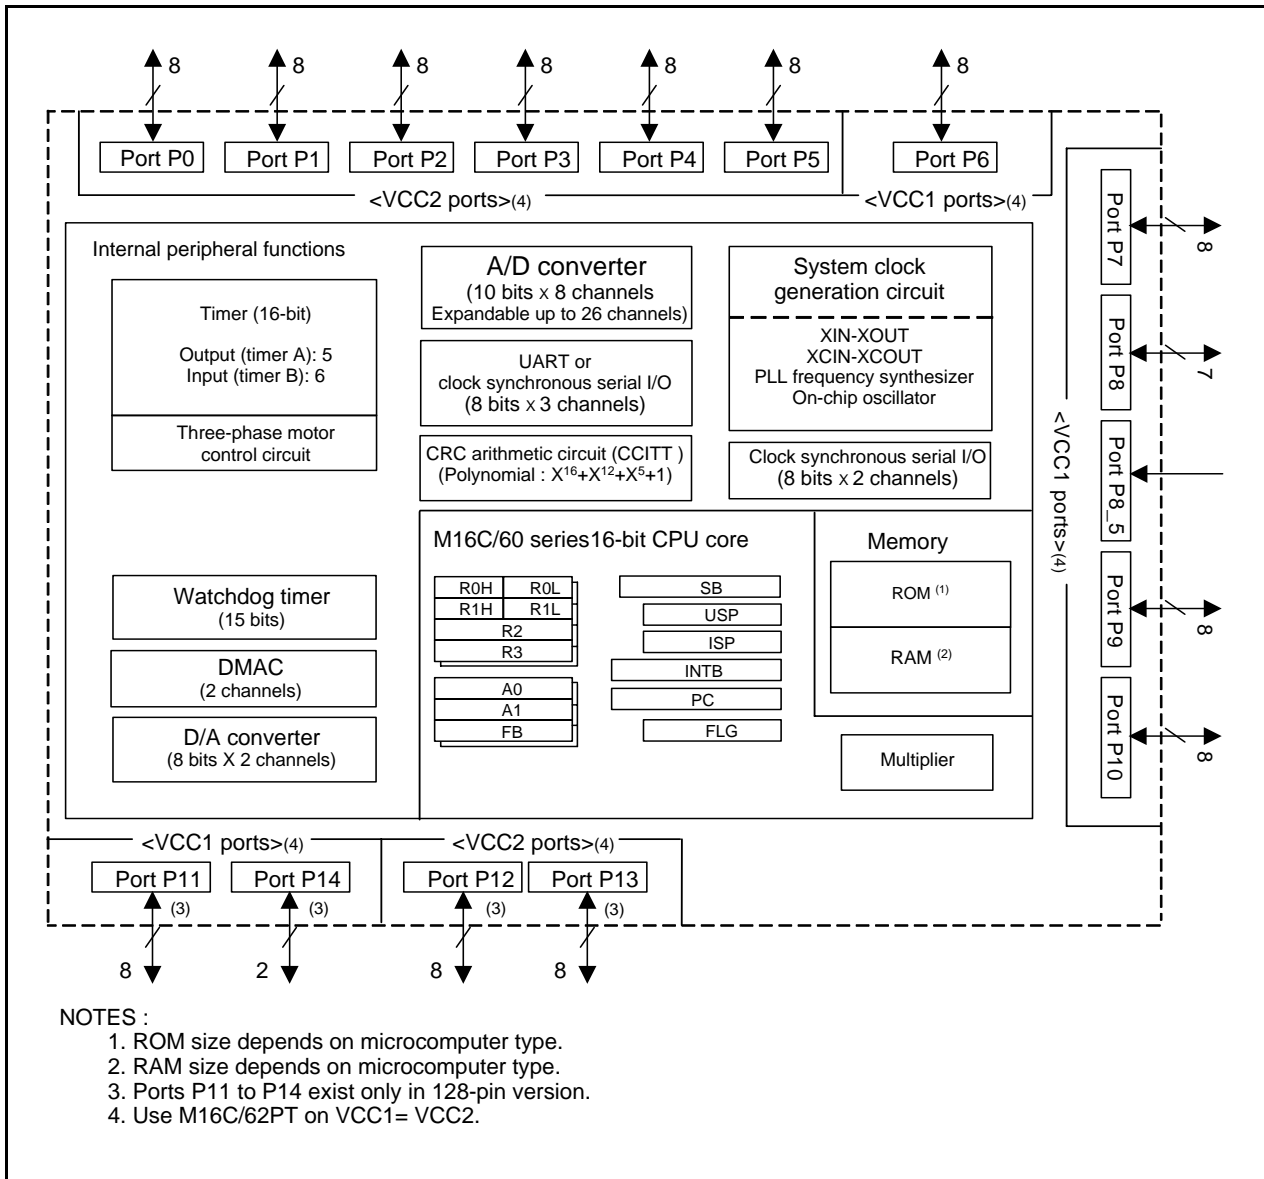 8
8
8
8
8
8
8
Port P0
Port P1
Port P2
Port P3
Port P4
Port P5
Port P6
<VCC2 ports>(4)
<VCC1 ports>(4)
Internal peripheral functions
Timer (16-bit)
Output (timer A): 5
Input (timer B): 6
Three-phase motor
control circuit
Watchdog timer
(15 bits)
DMAC
(2 channels)
D/A converter
(8 bits X 2 channels)
A/D converter
(10 bits x 8 channels
Expandable up to 26 channels)
UART or
clock synchronous serial I/O
(8 bits x 3 channels)
CRC arithmetic circuit (CCITT )
(Polynomial : X¹⁶+X¹²+X⁵+1)
System clock
generation circuit
XIN-XOUT
XCIN-XCOUT
PLL frequency synthesizer
On-chip oscillator
Clock synchronous serial I/O
(8 bits x 2 channels)
M16C/60 series16-bit CPU core
R0H
R0L
R1H
R1L
R2
R3
A0
A1
FB
SB
USP
ISP
INTB
PC
FLG
Memory
ROM (1)
RAM (2)
Multiplier
<VCC1 ports>(4)
Port P7
8
Port P8
7
Port P8_5
Port P9
8
Port P10
8
<VCC1 ports>(4)
<VCC2 ports>(4)
Port P11
Port P14
Port P12
Port P13
(3)
(3)
(3)
(3)
8
2
8
8
NOTES :
1. ROM size depends on microcomputer type.
2. RAM size depends on microcomputer type.
3. Ports P11 to P14 exist only in 128-pin version.
4. Use M16C/62PT on VCC1= VCC2.